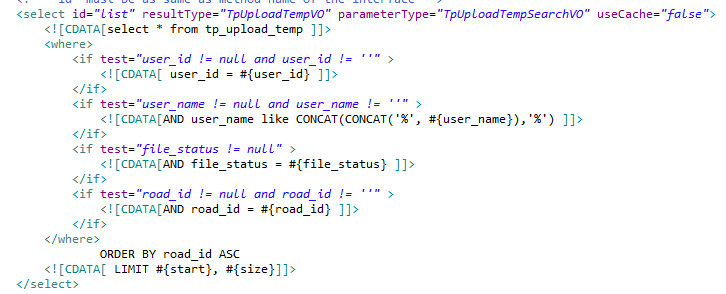 <select id="list" resultType="TpUploadTempVO" parameterType="TpUploadTempSearchVO" useCache="false">
<![CDATA[select * from tp_upload_temp ]]>
<where>
<if test="user_id != null and user_id != ''" >
<![CDATA[ user_id = #{user_id} ]]>
</if>
<if test="user_name != null and user_name != ''" >
<![CDATA[AND user_name like CONCAT(CONCAT('%', #{user_name}),'%') ]]>
</if>
<if test="file_status != null" >
<![CDATA[AND file_status = #{file_status} ]]>
</if>
<if test="road_id != null and road_id != ''" >
<![CDATA[AND road_id = #{road_id} ]]>
</if>
</where>
ORDER BY road_id ASC
<![CDATA[ LIMIT #{start}, #{size}]]>
</select>